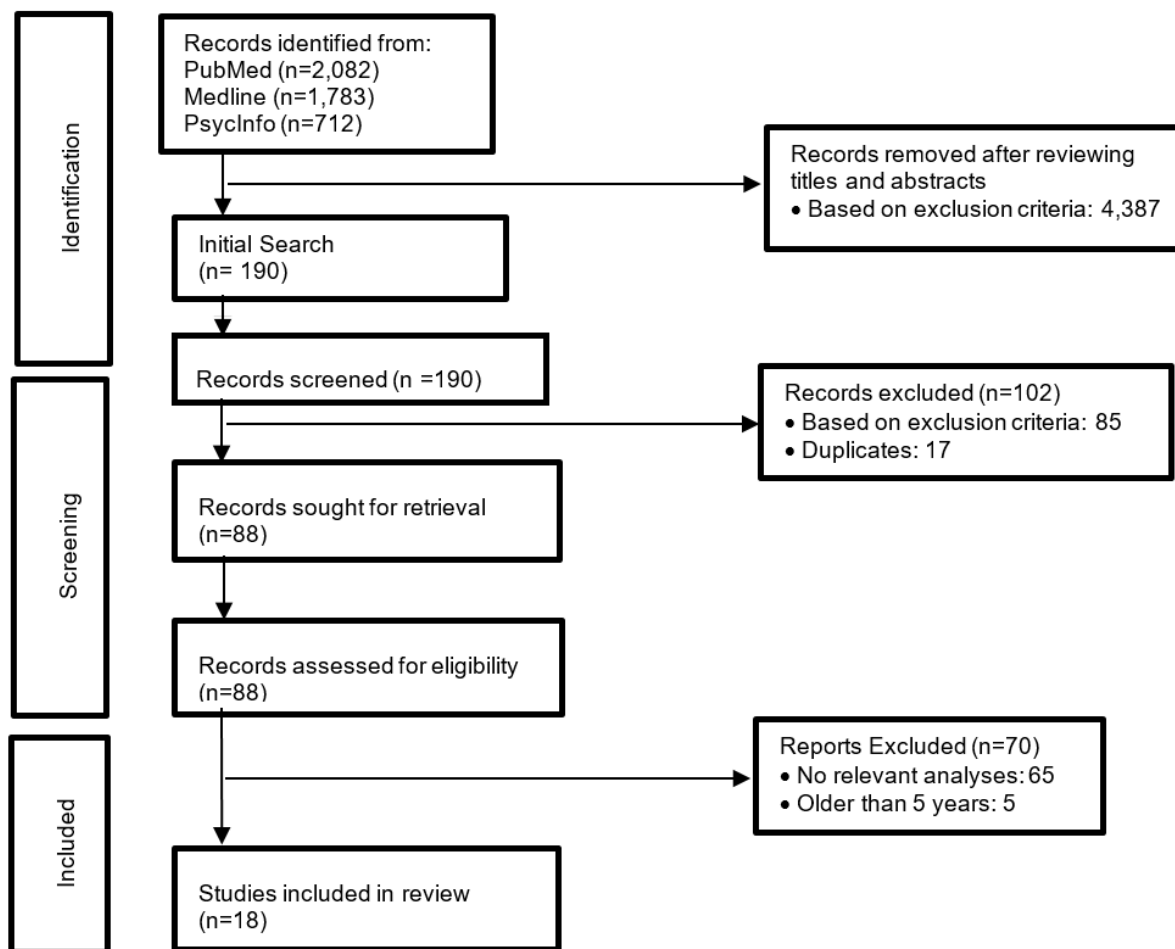 Identification
Records identified from:
PubMed (n=2,082)
Medline (n=1,783)
PsycInfo (n=712)
Records removed after reviewing
titles and abstracts
• Based on exclusion criteria: 4,387
Initial Search
(n= 190)
Records screened (n =190)
Screening
Records excluded (n=102)
• Based on exclusion criteria: 85
• Duplicates: 17
Records sought for retrieval
(n=88)
Records assessed for eligibility
(n=88)
Included
Reports Excluded (n=70)
• No relevant analyses: 65
• Older than 5 years: 5
Studies included in review
(n=18)